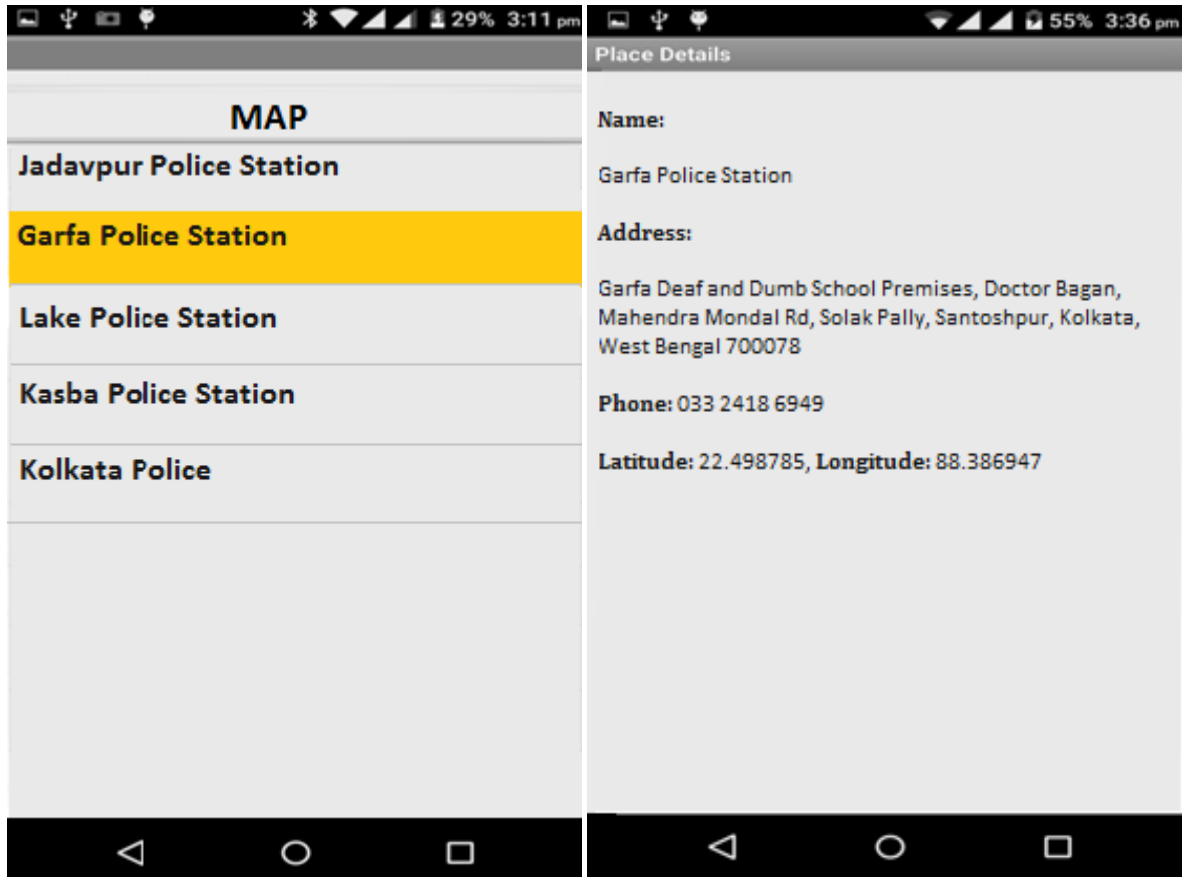 29% 3:11 pm
MAP
Jadavpur Police Station
Garfa Police Station
Lake Police Station
Kasba Police Station
Kolkata Police
55% 3:36 pm
Place Details
Name:
Garfa Police Station
Address:
Garfa Deaf and Dumb School Premises, Doctor Bagan,
Mahendra Mondal Rd, Solak Pally, Santoshpur, Kolkata,
West Bengal 700078
Phone: 033 2418 6949
Latitude: 22.498785, Longitude: 88.386947